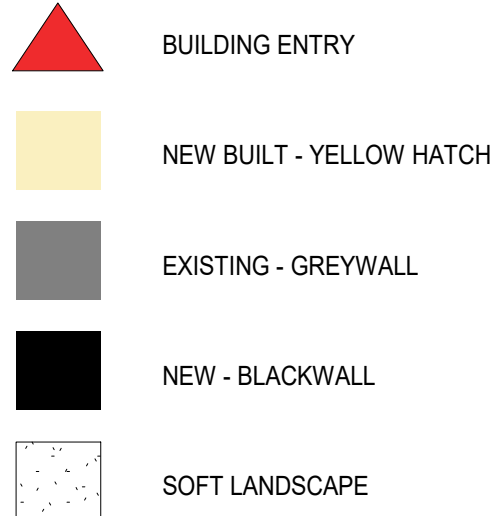 BUILDING ENTRY
NEW BUILT - YELLOW HATCH
EXISTING - GREYWALL
NEW - BLACKWALL
SOFT LANDSCAPE